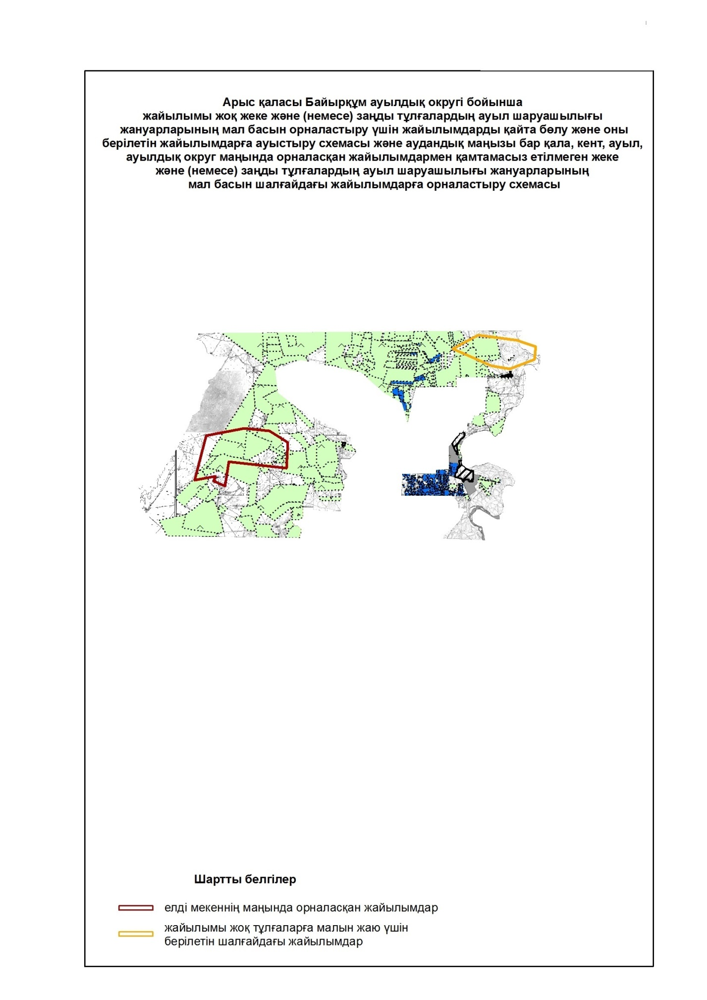 Арыс қаласы Байырқұм ауылдық округі бойынша
жайылымы жоқ жеке және (немесе) заңды тұлғалардың ауыл шаруашылығы
жануарларының мал басын орналастыру үшін жайылымдарды қайта бөлу және оны
берілетін жайылымдарға ауыстыру схемасы және аудандық маңызы бар қала, кент, ауыл,
ауылдық округ маңында орналасқан жайылымдармен қамтамасыз етілмеген жеке
және (немесе) заңды тұлғалардың ауыл шаруашылығы жануарларының
мал басын шалғайдағы жайылымдарға орналастыру схемасы
Шартты белгілер
елді мекеннің маңында орналасқан жайылымдар
жайылымы жоқ тұлғаларға малын жаю үшін
берілетін шалғайдағы жайылымдар